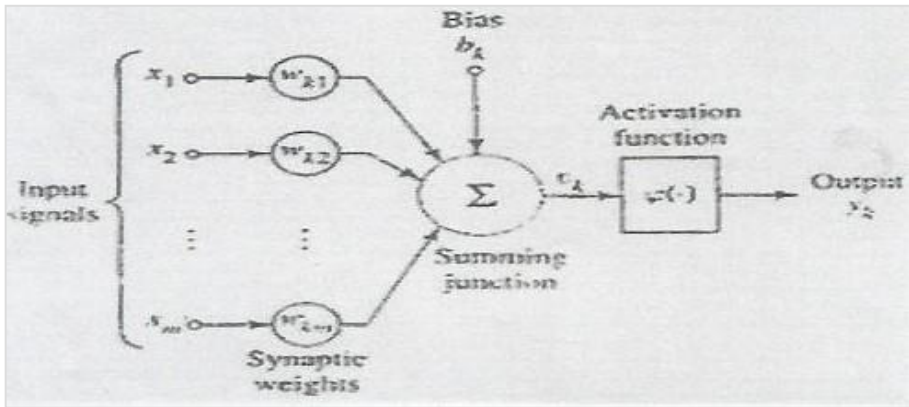 Bias
b_k
x_1
w_k1
Activation
function
x_2
w_k2
Input
signals
Σ
v_k
φ(·)
Output
y_k
⋮
⋮
Summing
junction
x_m
w_km
Synaptic
weights